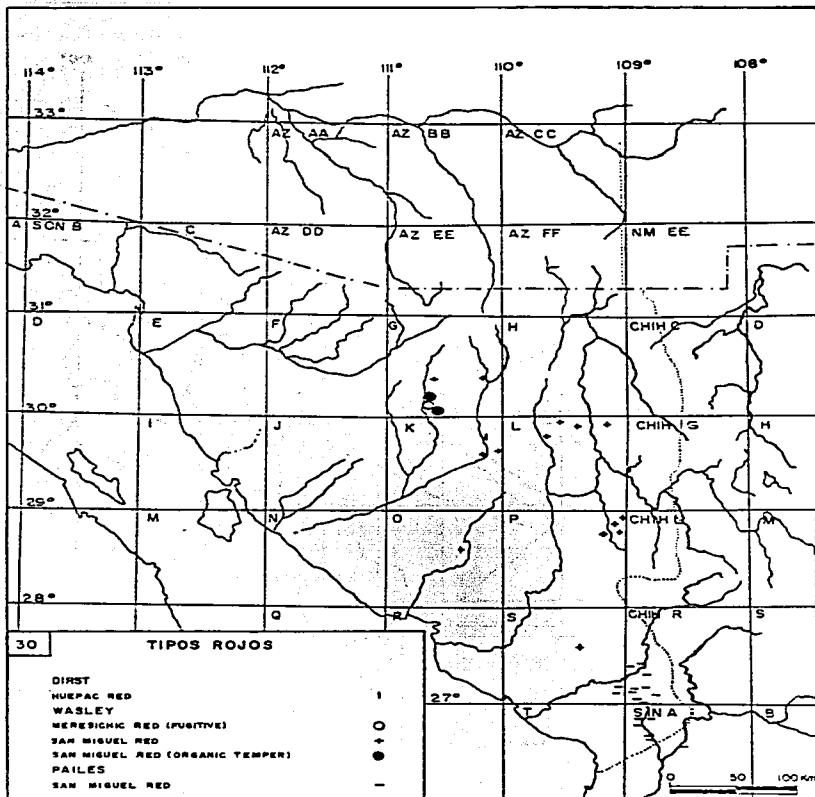 114° 113° 112° 111° 110° 109° 108°
33° AZ AA AZ BB AZ CC
32° A SON B C AZ DD AZ EE AZ FF NM EE
31° D E F G H CHIH C D
30° I J K L CHIH G H
29° M N O P CHIH L M
28° Q R S CHIH R S
27° T SINA B
30 TIPOS ROJOS
DIRST
HUEPAC RED
WASLEY
MERESICHIC RED (FUGITIVE)
SAN MIGUEL RED
SAN MIGUEL RED (ORGANIC TEMPER)
PAILES
SAN MIGUEL RED
0 50 100 Km